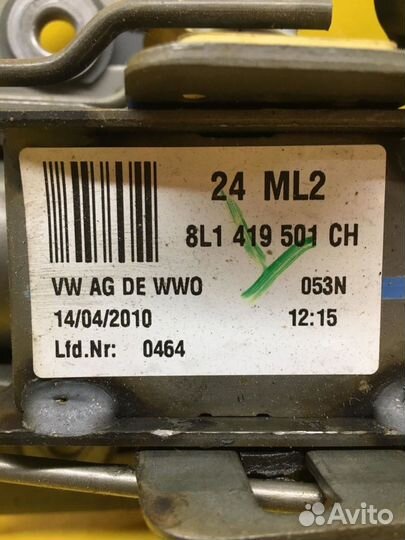 24 ML2
8L1 419 501 CH
VW AG DE WWO 053N
14/04/2010 12:15
Lfd.Nr: 0464
Avito